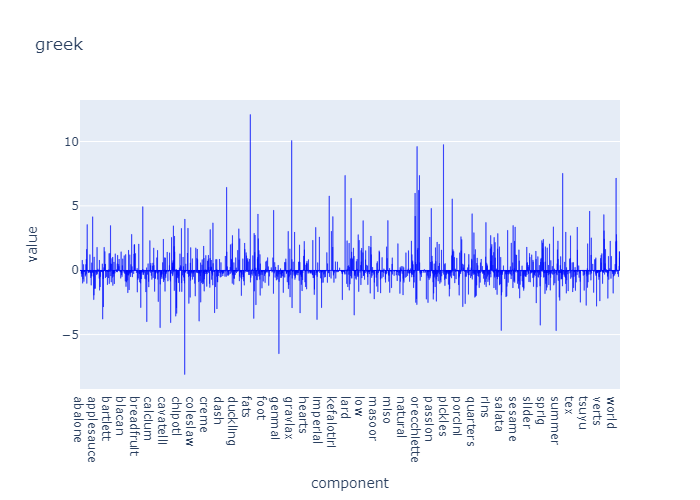 greek
10
5
0
−5
value
abalone
applesauce
bartlett
blacan
breadfruit
calcium
cavatelli
chipotl
coleslaw
creme
dash
duckling
fats
foot
genmai
gravlax
hearts
imperial
kefalotiri
lard
low
masoor
miso
natural
orecchiette
passion
pickles
porcini
quarters
rins
salata
sesame
slider
sprig
summer
tex
tsuyu
verts
world
component